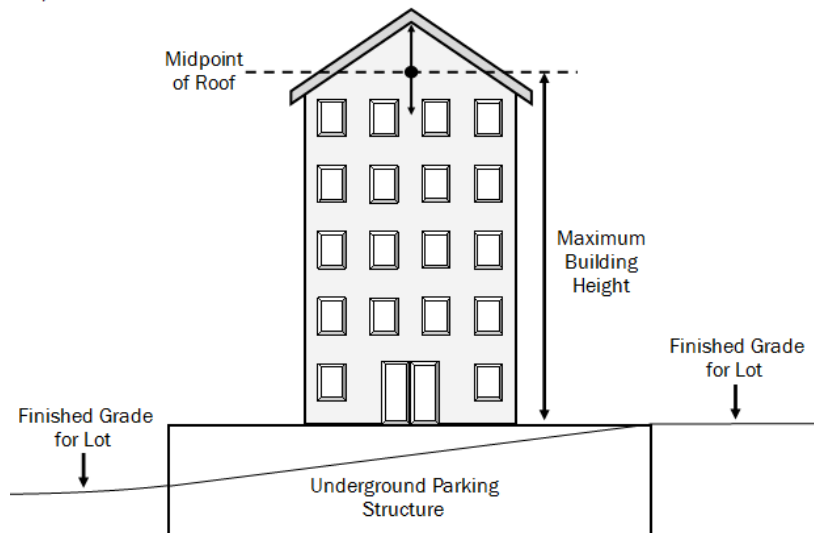 Midpoint
of Roof
Maximum
Building
Height
Finished Grade
for Lot
Finished Grade
for Lot
Underground Parking
Structure